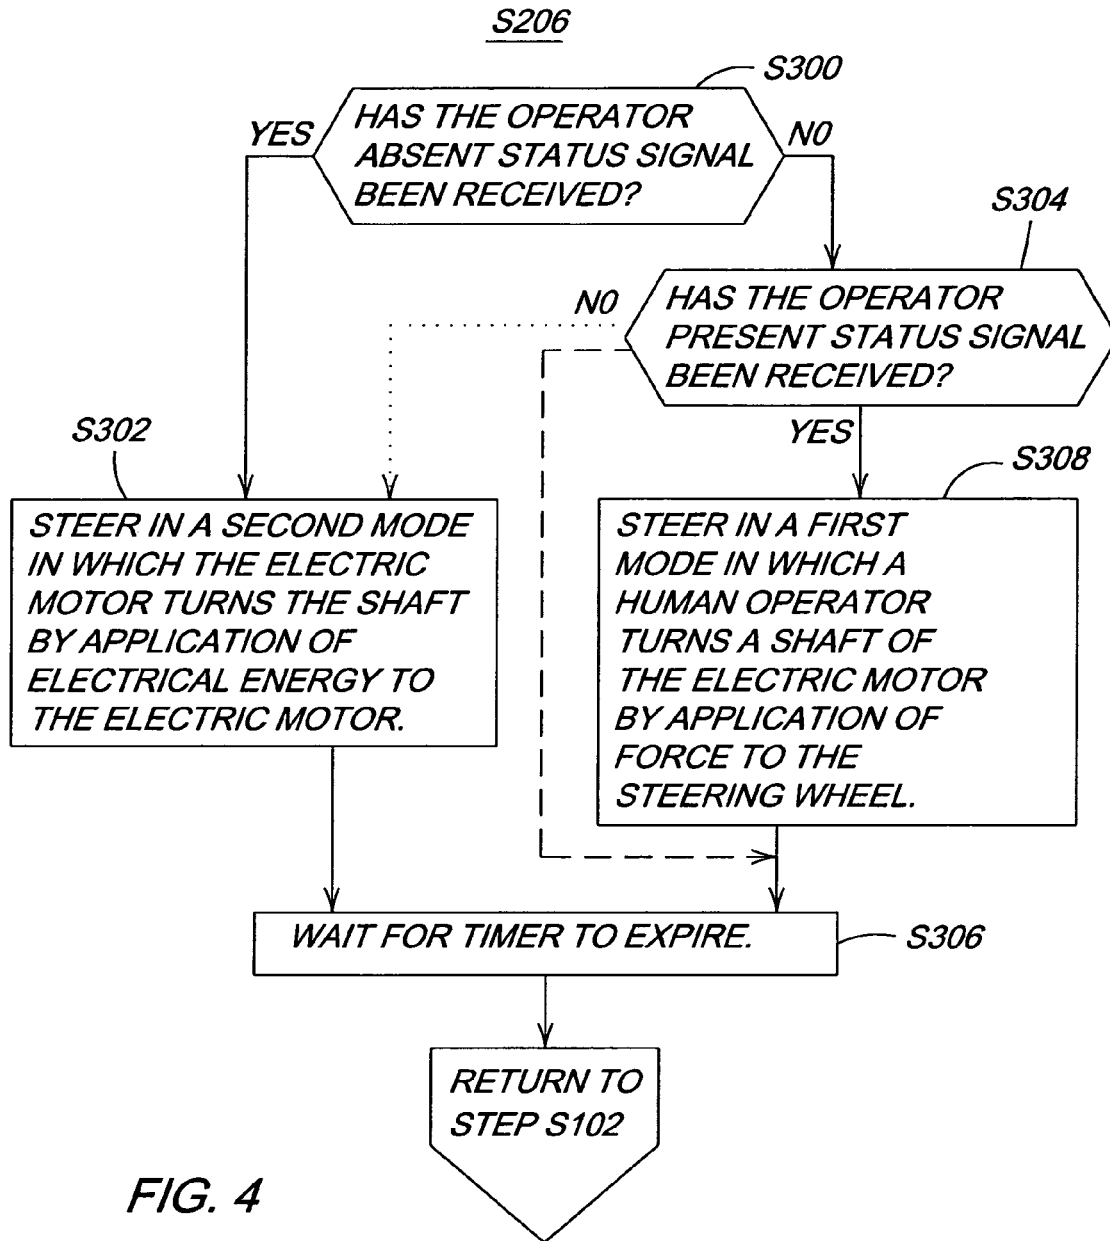 S206
S300
YES
HAS THE OPERATOR
ABSENT STATUS SIGNAL
BEEN RECEIVED?
N0
S304
N0
HAS THE OPERATOR
PRESENT STATUS SIGNAL
BEEN RECEIVED?
YES
S302
STEER IN A SECOND MODE
IN WHICH THE ELECTRIC
MOTOR TURNS THE SHAFT
BY APPLICATION OF
ELECTRICAL ENERGY TO
THE ELECTRIC MOTOR.
S308
STEER IN A FIRST
MODE IN WHICH A
HUMAN OPERATOR
TURNS A SHAFT OF
THE ELECTRIC MOTOR
BY APPLICATION OF
FORCE TO THE
STEERING WHEEL.
WAIT FOR TIMER TO EXPIRE.
S306
RETURN TO
STEP S102
FIG. 4